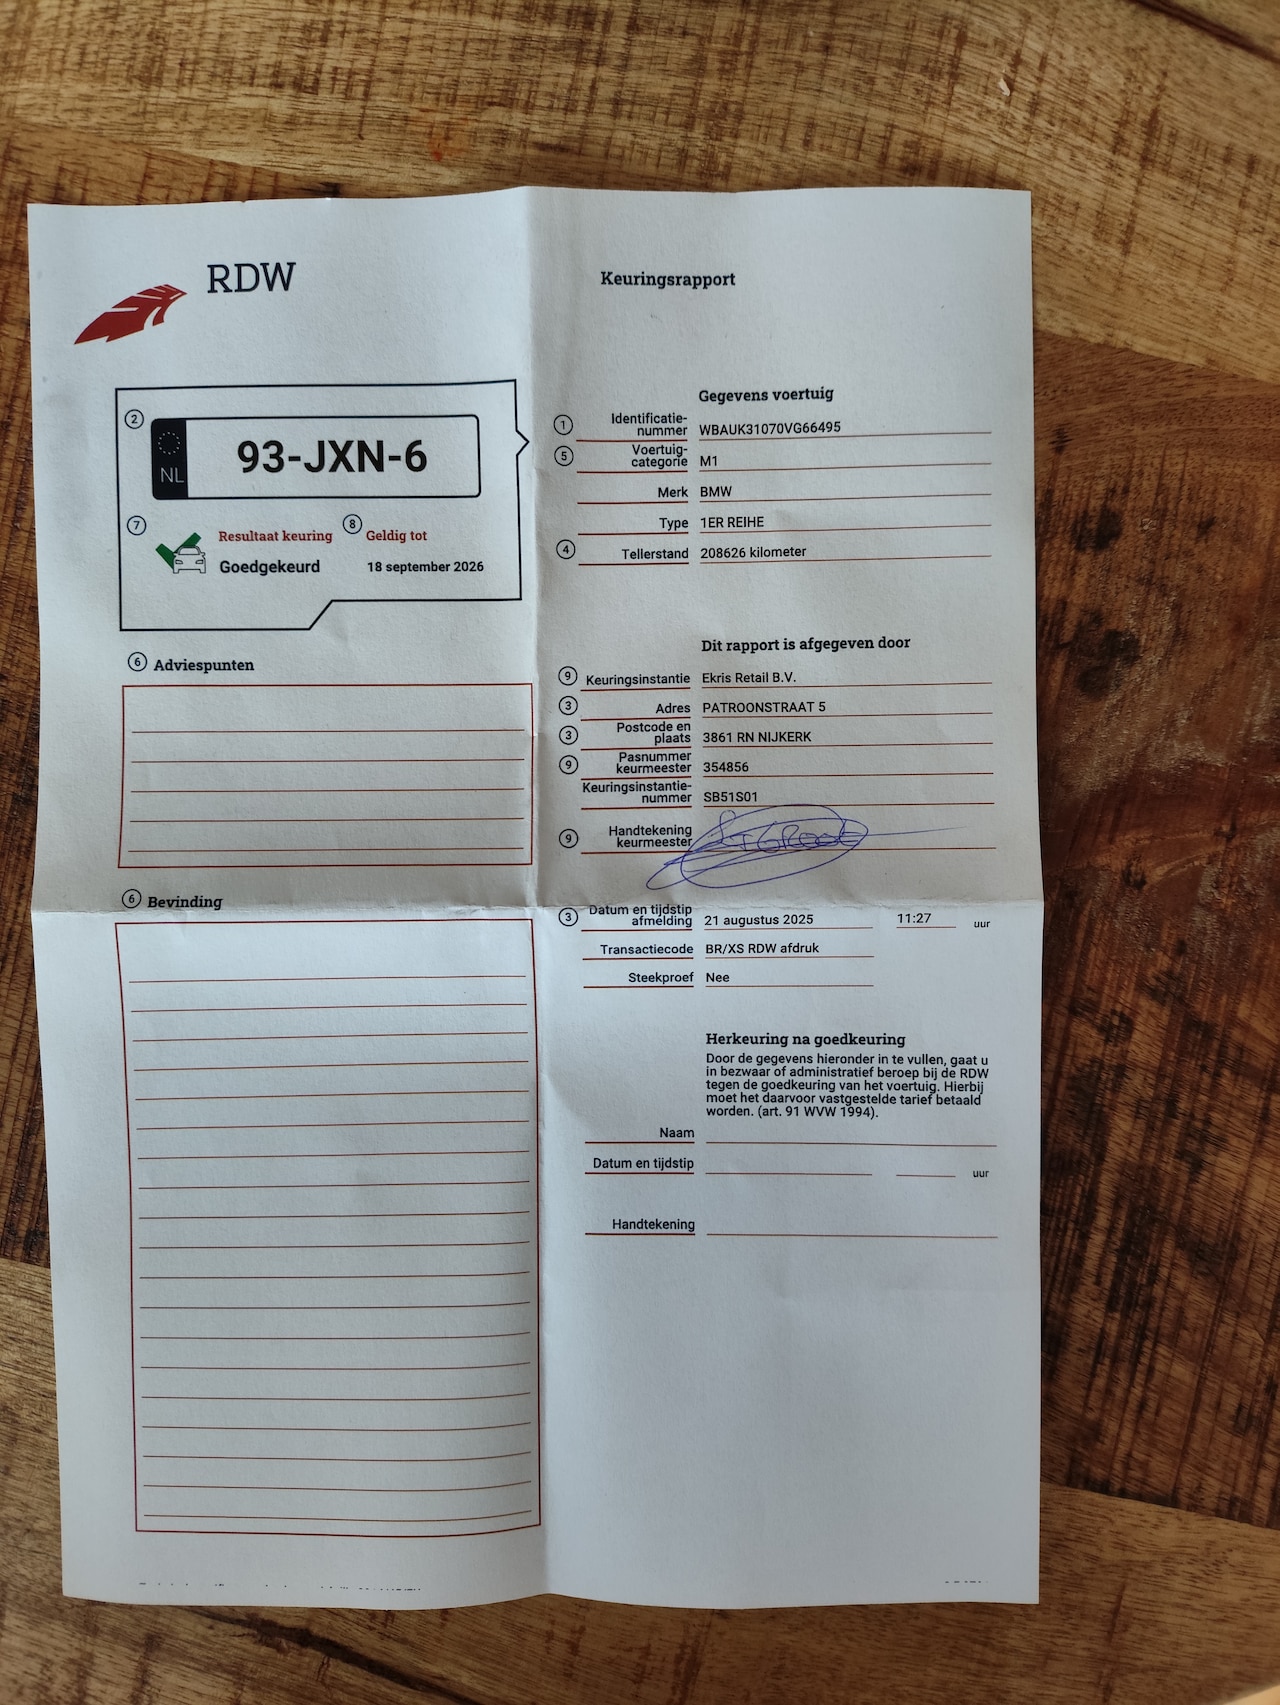 RDW
Keuringsrapport
2
NL
93-JXN-6
7
Resultaat keuring
Goedgekeurd
8
Geldig tot
18 september 2026
6 Adviespunten
6 Bevinding
Gegevens voertuig
1 Identificatie-
nummer WBAUK31070VG66495
5 Voertuig-
categorie M1
Merk BMW
Type 1ER REIHE
4 Tellerstand 208626 kilometer
Dit rapport is afgegeven door
9 Keuringsinstantie Ekris Retail B.V.
3 Adres PATROONSTRAAT 5
3 Postcode en
plaats 3861 RN NIJKERK
9 Pasnummer
keurmeester 354856
Keuringsinstantie-
nummer SB51S01
9 Handtekening
keurmeester
3 Datum en tijdstip
afmelding 21 augustus 2025 11:27 uur
Transactiecode BR/XS RDW afdruk
Steekproef Nee
Herkeuring na goedkeuring
Door de gegevens hieronder in te vullen, gaat u
in bezwaar of administratief beroep bij de RDW
tegen de goedkeuring van het voertuig. Hierbij
moet het daarvoor vastgestelde tarief betaald
worden. (art. 91 WVW 1994).
Naam
Datum en tijdstip uur
Handtekening